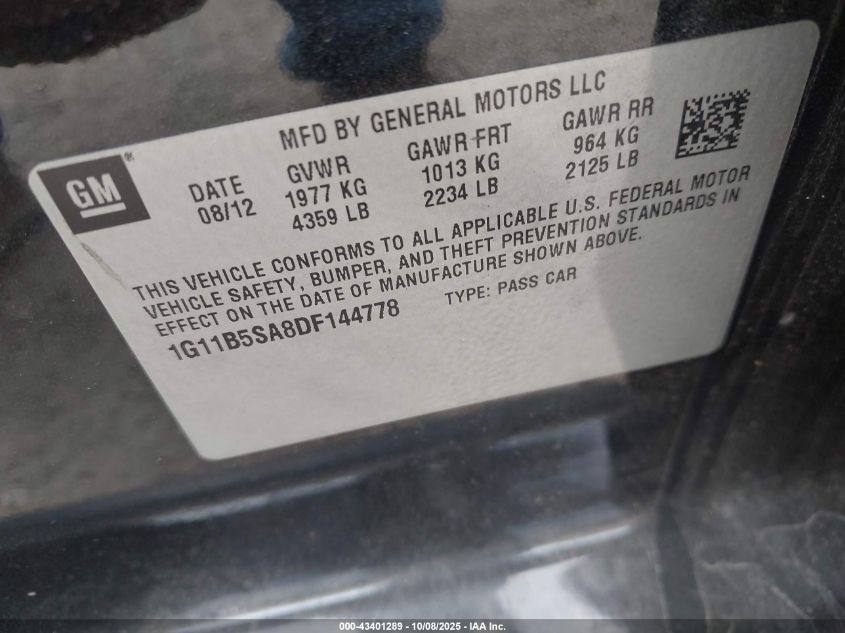 MFD BY GENERAL MOTORS LLC
GM®
DATE GVWR GAWR FRT GAWR RR
08/12 1977 KG 1013 KG 964 KG
4359 LB 2234 LB 2125 LB
THIS VEHICLE CONFORMS TO ALL APPLICABLE U.S. FEDERAL MOTOR
VEHICLE SAFETY, BUMPER, AND THEFT PREVENTION STANDARDS IN
EFFECT ON THE DATE OF MANUFACTURE SHOWN ABOVE.
1G11B5SA8DF144778 TYPE: PASS CAR
000-43401289 - 10/08/2025 - IAA Inc.